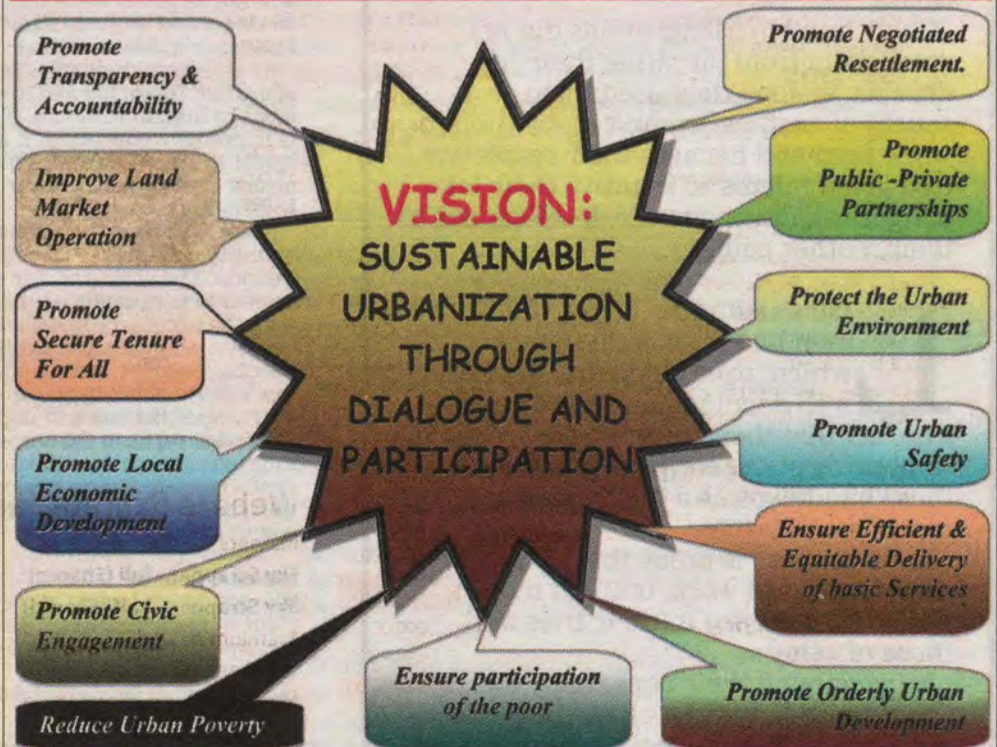 Promote
Transparency &
Accountability
Improve Land
Market
Operation
Promote
Secure Tenure
For All
Promote Local
Economic
Development
Promote Civic
Engagement
Reduce Urban Poverty
VISION:
SUSTAINABLE
URBANIZATION
THROUGH
DIALOGUE AND
PARTICIPATION
Ensure participation
of the poor
Promote Negotiated
Resettlement.
Promote
Public -Private
Partnerships
Protect the Urban
Environment
Promote Urban
Safety
Ensure Efficient &
Equitable Delivery
of basic Services
Promote Orderly Urban
Development